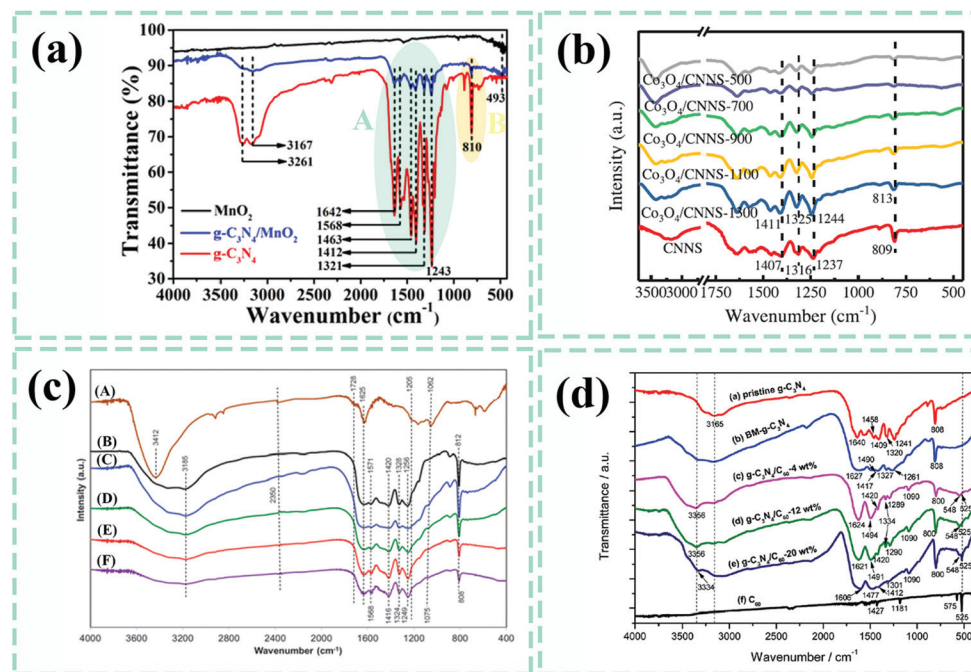 (a)
Transmittance (%)
100
90
80
70
60
50
40
30
A
B
493
810
3167
3261
1642
1568
1463
1412
1321
1243
MnO2
g-C3N4/MnO2
g-C3N4
4000 3500 3000 2500 2000 1500 1000 500
Wavenumber (cm-1)
(b)
Intensity (a.u.)
Co3O4/CNNS-500
Co3O4/CNNS-700
Co3O4/CNNS-900
Co3O4/CNNS-1100
Co3O4/CNNS-1300
CNNS
1411 1325 1244 813
1407 1316 1237 809
3500 3000 1750 1500 1250 1000 750 500
Wavenumber (cm-1)
(c)
Intensity (a.u.)
(A)
(B)
(C)
(D)
(E)
(F)
3412
3185
2350
1728
1625
1205
1062
1571
1420
1328
1256
812
1568
1416
1324
1249
1075
808
4000 3600 3200 2800 2400 2000 1600 1200 800 400
Wavenumber (cm-1)
(d)
Transmittance / a.u.
(a) pristine g-C3N4
3165 1640 1458 1409 1320 1241 808
(b) BM-g-C3N4
1627 1490 1417 1327 1261 808
(c) g-C3N4/C60-4 wt%
3356 1624 1494 1420 1334 1289 1090 800 548 525
(d) g-C3N4/C60-12 wt%
3356 1621 1491 1420 1290 1090 800 548 525
(e) g-C3N4/C60-20 wt%
3334 1606 1477 1412 1301 1090 800 548 525
(f) C60
1427 1181 575 525
4000 3500 3000 2500 2000 1500 1000 500
Wavenumber / cm-1